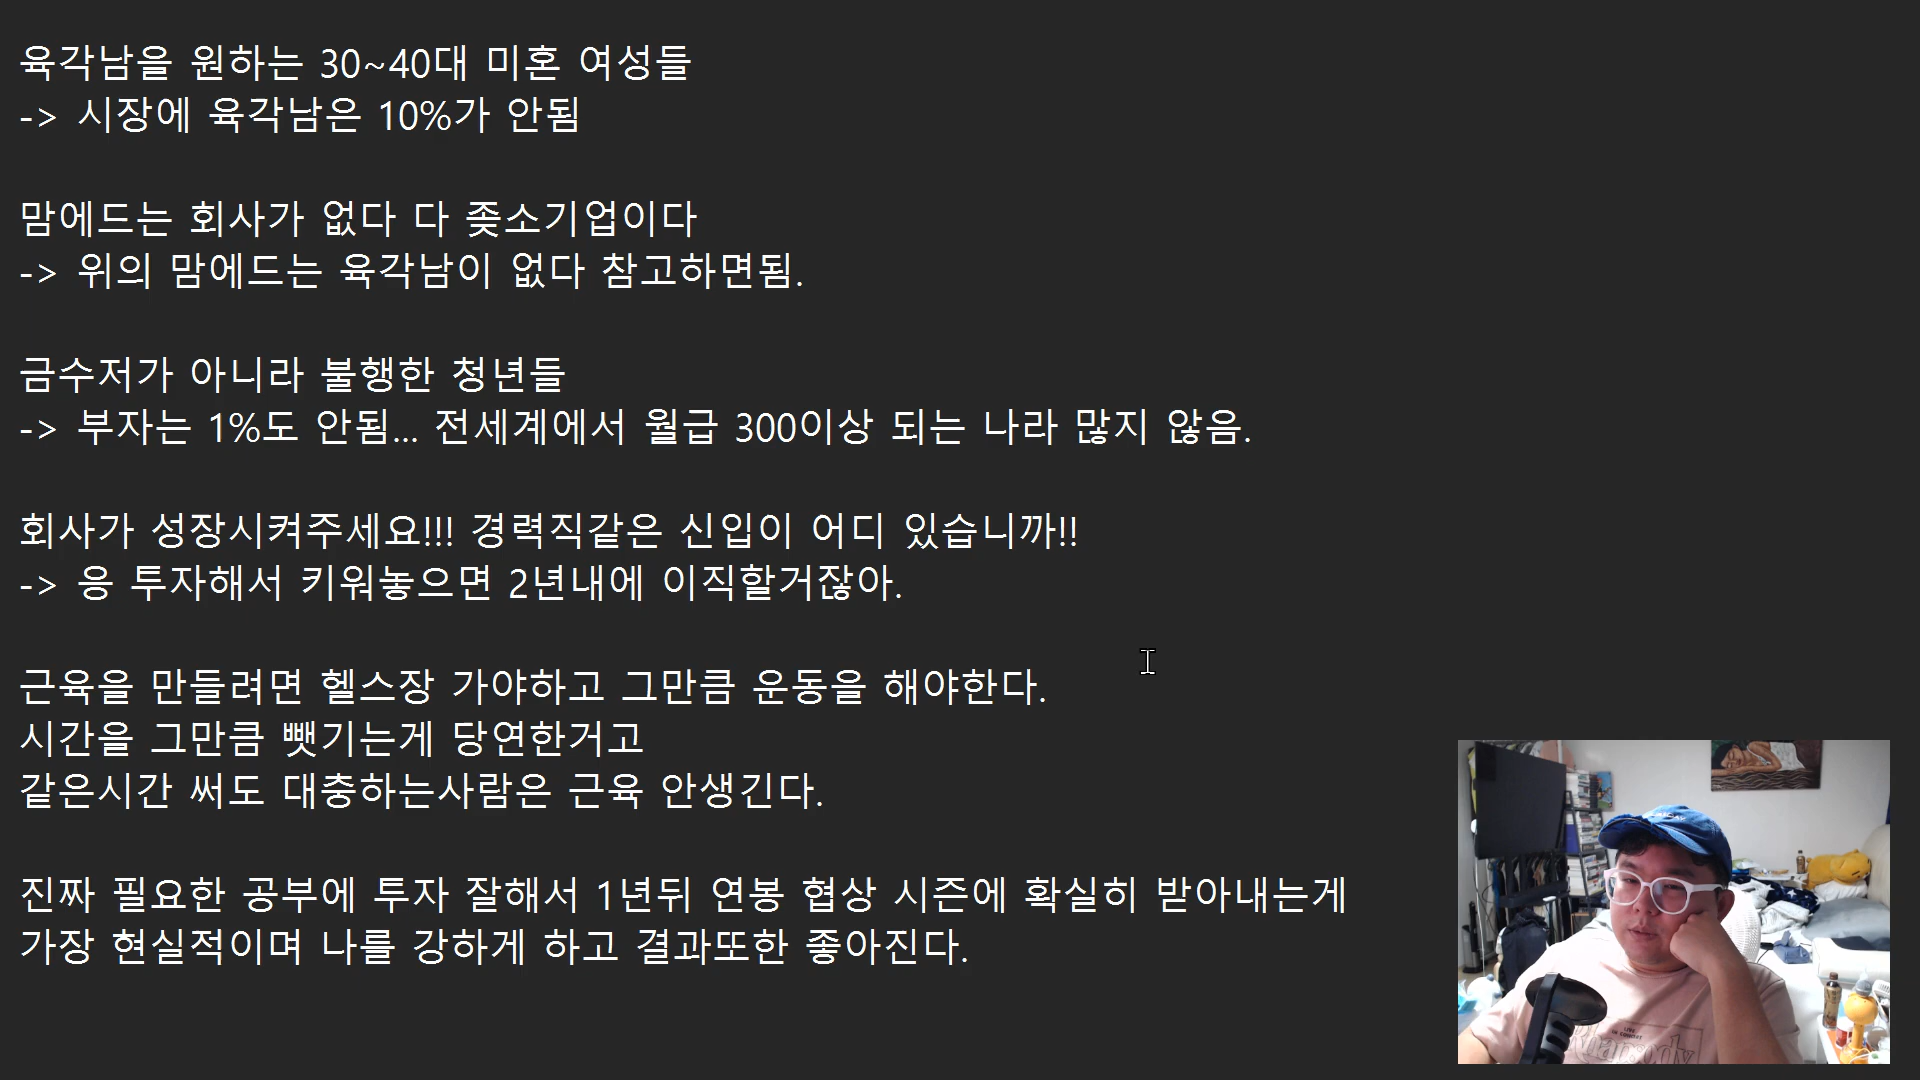 육각남을 원하는 30~40대 미혼 여성들
-> 시장에 육각남은 10%가 안됨
맘에드는 회사가 없다 다 좆소기업이다
-> 위의 맘에드는 육각남이 없다 참고하면됨.
금수저가 아니라 불행한 청년들
-> 부자는 1%도 안됨... 전세계에서 월급 300이상 되는 나라 많지 않음.
회사가 성장시켜주세요!!! 경력직같은 신입이 어디 있습니까!!
-> 응 투자해서 키워놓으면 2년내에 이직할거잖아.
근육을 만들려면 헬스장 가야하고 그만큼 운동을 해야한다.
시간을 그만큼 뺏기는게 당연한거고
같은시간 써도 대충하는사람은 근육 안생긴다.
진짜 필요한 공부에 투자 잘해서 1년뒤 연봉 협상 시즌에 확실히 받아내는게
가장 현실적이며 나를 강하게 하고 결과또한 좋아진다.
LIVE
Rhapsody